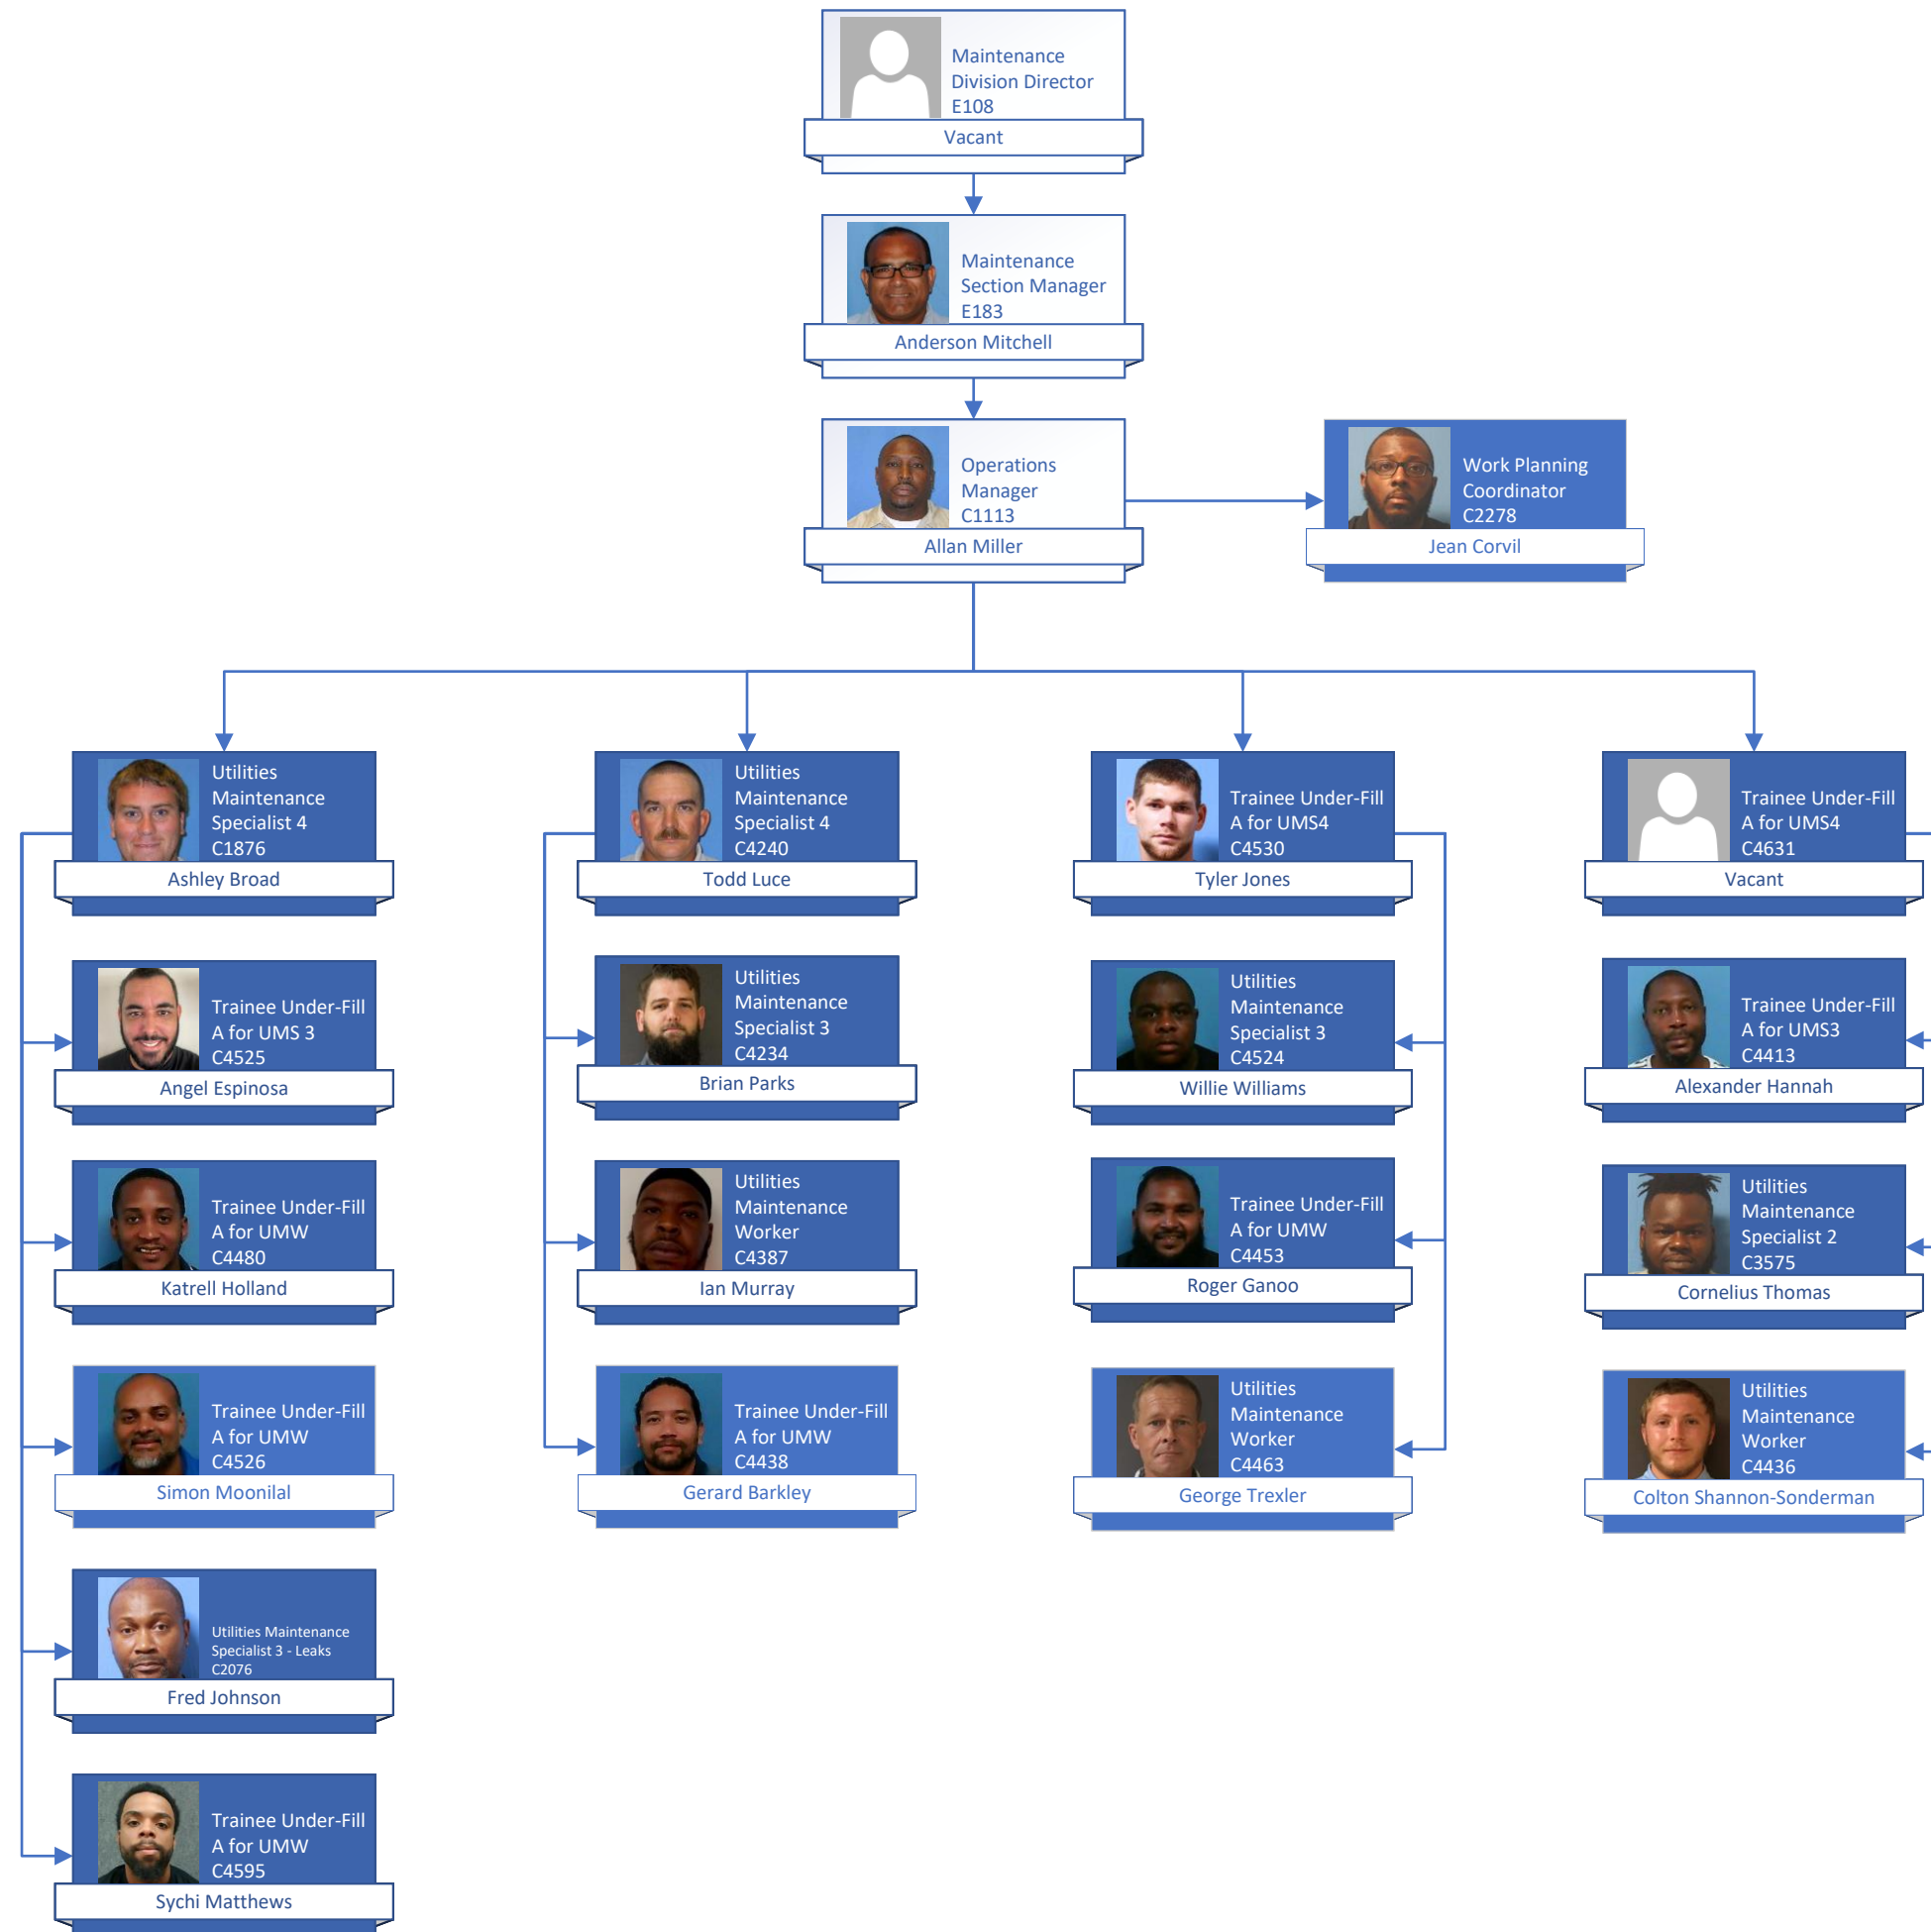 Maintenance
Division Director
E108
Vacant
Maintenance
Section Manager
E183
Anderson Mitchell
Operations
Manager
C1113
Allan Miller
Work Planning
Coordinator
C2278
Jean Corvil
Utilities
Maintenance
Specialist 4
C1876
Ashley Broad
Utilities
Maintenance
Specialist 4
C4240
Todd Luce
Trainee Under-Fill
A for UMS4
C4530
Tyler Jones
Trainee Under-Fill
A for UMS4
C4631
Vacant
Trainee Under-Fill
A for UMS 3
C4525
Angel Espinosa
Utilities
Maintenance
Specialist 3
C4234
Brian Parks
Utilities
Maintenance
Specialist 3
C4524
Willie Williams
Trainee Under-Fill
A for UMS3
C4413
Alexander Hannah
Trainee Under-Fill
A for UMW
C4480
Katrell Holland
Utilities
Maintenance
Worker
C4387
Ian Murray
Trainee Under-Fill
A for UMW
C4453
Roger Ganoo
Utilities
Maintenance
Specialist 2
C3575
Cornelius Thomas
Trainee Under-Fill
A for UMW
C4526
Simon Moonilal
Trainee Under-Fill
A for UMW
C4438
Gerard Barkley
Utilities
Maintenance
Worker
C4463
George Trexler
Utilities
Maintenance
Worker
C4436
Colton Shannon-Sonderman
Utilities Maintenance
Specialist 3 - Leaks
C2076
Fred Johnson
Trainee Under-Fill
A for UMW
C4595
Sychi Matthews